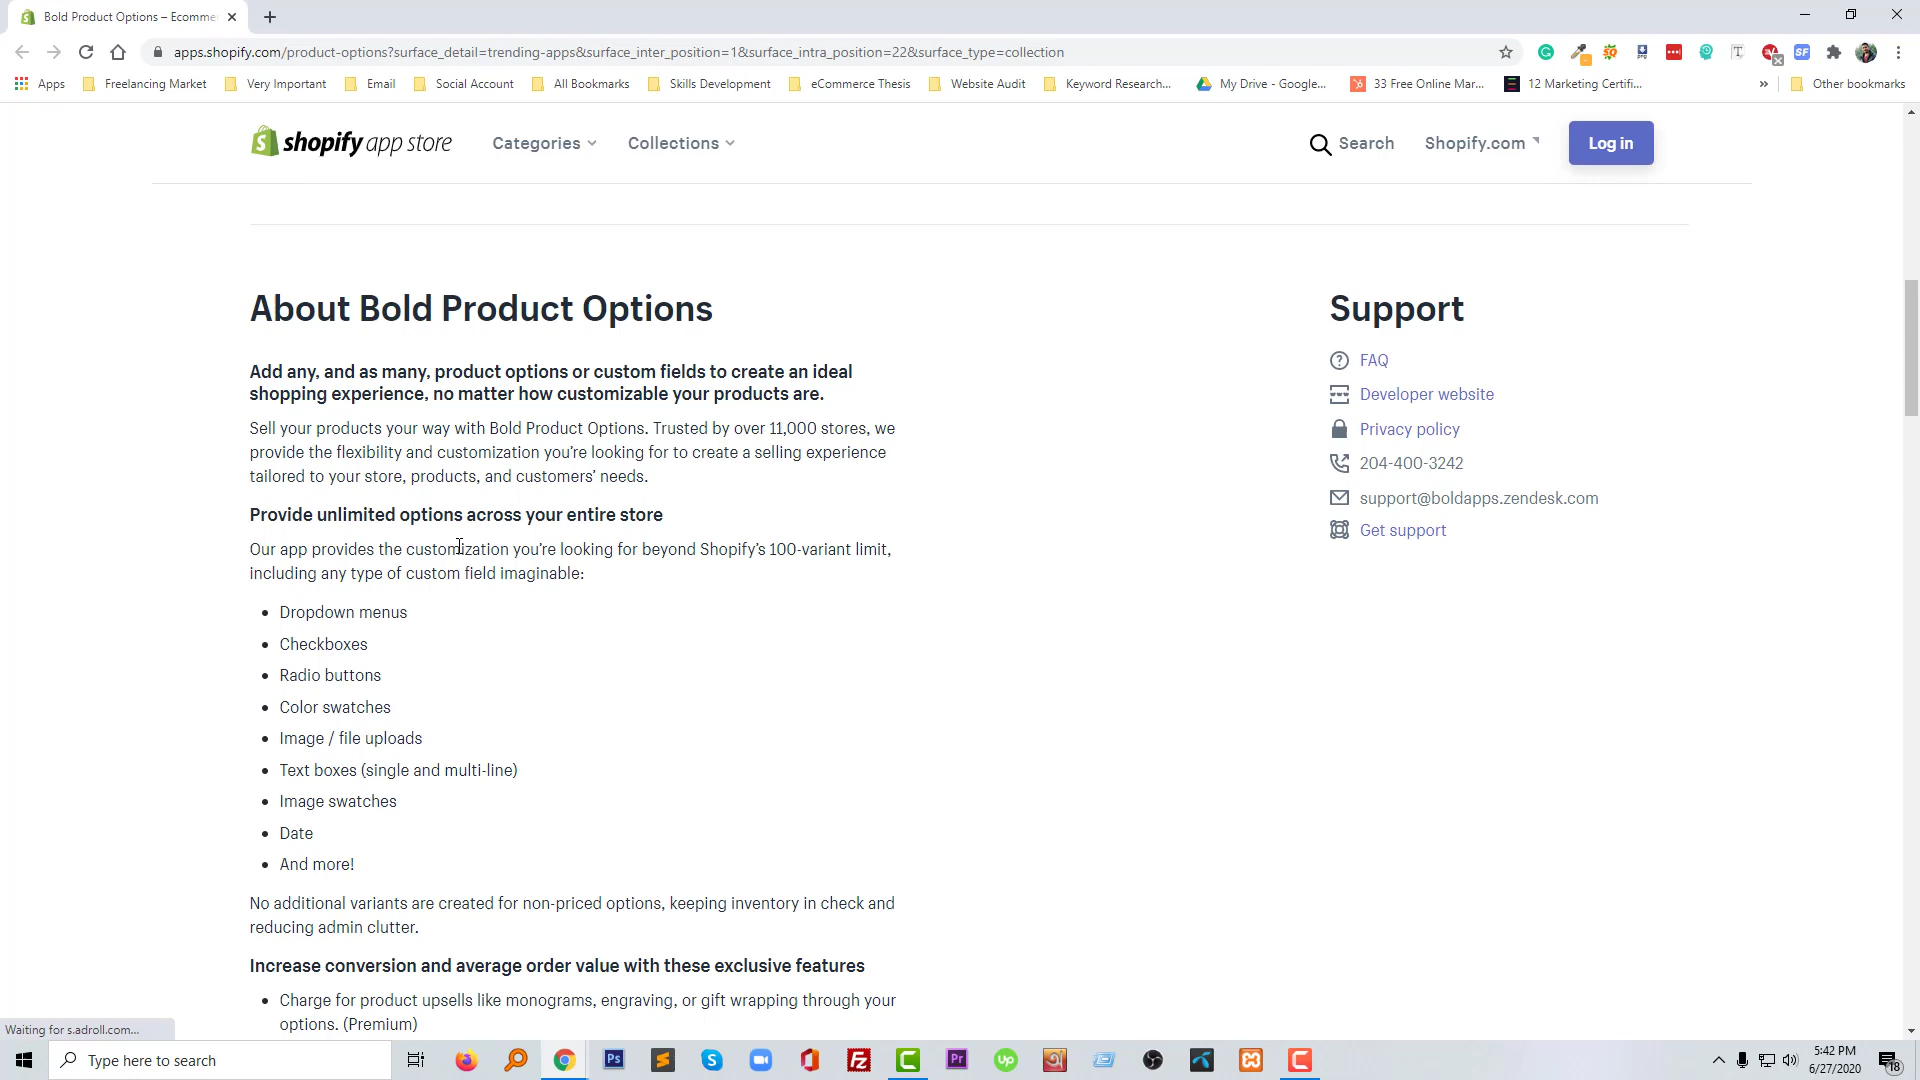 Bold Product Options – Ecomme
apps.shopify.com/product-options?surface_detail=trending-apps&surface_inter_position=1&surface_intra_position=22&surface_type=collection
Apps
Freelancing Market
Very Important
Email
Social Account
All Bookmarks
Skills Development
eCommerce Thesis
Website Audit
Keyword Research...
My Drive - Google...
33 Free Online Mar...
12 Marketing Certifi...
Other bookmarks
shopify app store
Categories
Collections
Search
Shopify.com
Log in
About Bold Product Options
Add any, and as many, product options or custom fields to create an ideal
shopping experience, no matter how customizable your products are.
Sell your products your way with Bold Product Options. Trusted by over 11,000 stores, we
provide the flexibility and customization you’re looking for to create a selling experience
tailored to your store, products, and customers’ needs.
Provide unlimited options across your entire store
Our app provides the customization you’re looking for beyond Shopify’s 100-variant limit,
including any type of custom field imaginable:
• Dropdown menus
• Checkboxes
• Radio buttons
• Color swatches
• Image / file uploads
• Text boxes (single and multi-line)
• Image swatches
• Date
• And more!
No additional variants are created for non-priced options, keeping inventory in check and
reducing admin clutter.
Increase conversion and average order value with these exclusive features
• Charge for product upsells like monograms, engraving, or gift wrapping through your
options. (Premium)
Support
FAQ
Developer website
Privacy policy
204-400-3242
support@boldapps.zendesk.com
Get support
Waiting for s.adroll.com...
Type here to search
5:42 PM
6/27/2020
18